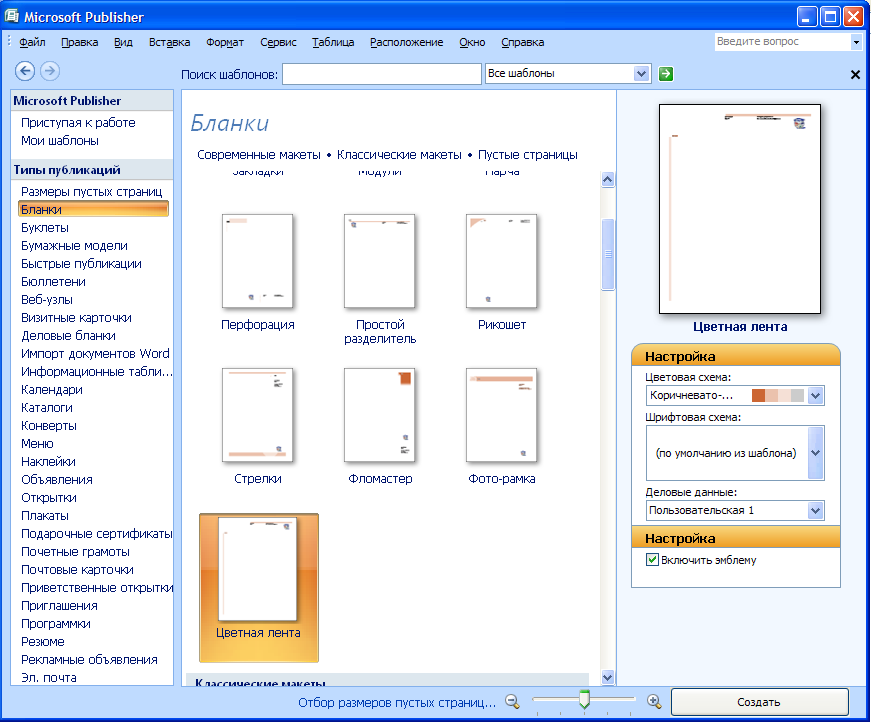 Microsoft Publisher
Файл Правка Вид Вставка Формат Сервис Таблица Расположение Окно Справка
Введите вопрос
Поиск шаблонов:
Все шаблоны
Microsoft Publisher
Приступая к работе
Мои шаблоны
Типы публикаций
Размеры пустых страниц
Бланки
Буклеты
Бумажные модели
Быстрые публикации
Бюллетени
Веб-узлы
Визитные карточки
Деловые бланки
Импорт документов Word
Информационные табли...
Календари
Каталоги
Конверты
Меню
Наклейки
Объявления
Открытки
Плакаты
Подарочные сертификаты
Почетные грамоты
Почтовые карточки
Приветственные открытки
Приглашения
Программки
Резюме
Рекламные объявления
Эл. почта
Бланки
Современные макеты • Классические макеты • Пустые страницы
Закладки Модули Парча
Перфорация
Простой
разделитель
Рикошет
Стрелки
Фломастер
Фото-рамка
Цветная лента
Классические макеты
Отбор размеров пустых страниц...
Цветная лента
Настройка
Цветовая схема:
Коричневато-...
Шрифтовая схема:
(по умолчанию из шаблона)
Деловые данные:
Пользовательская 1
Настройка
Включить эмблему
Создать